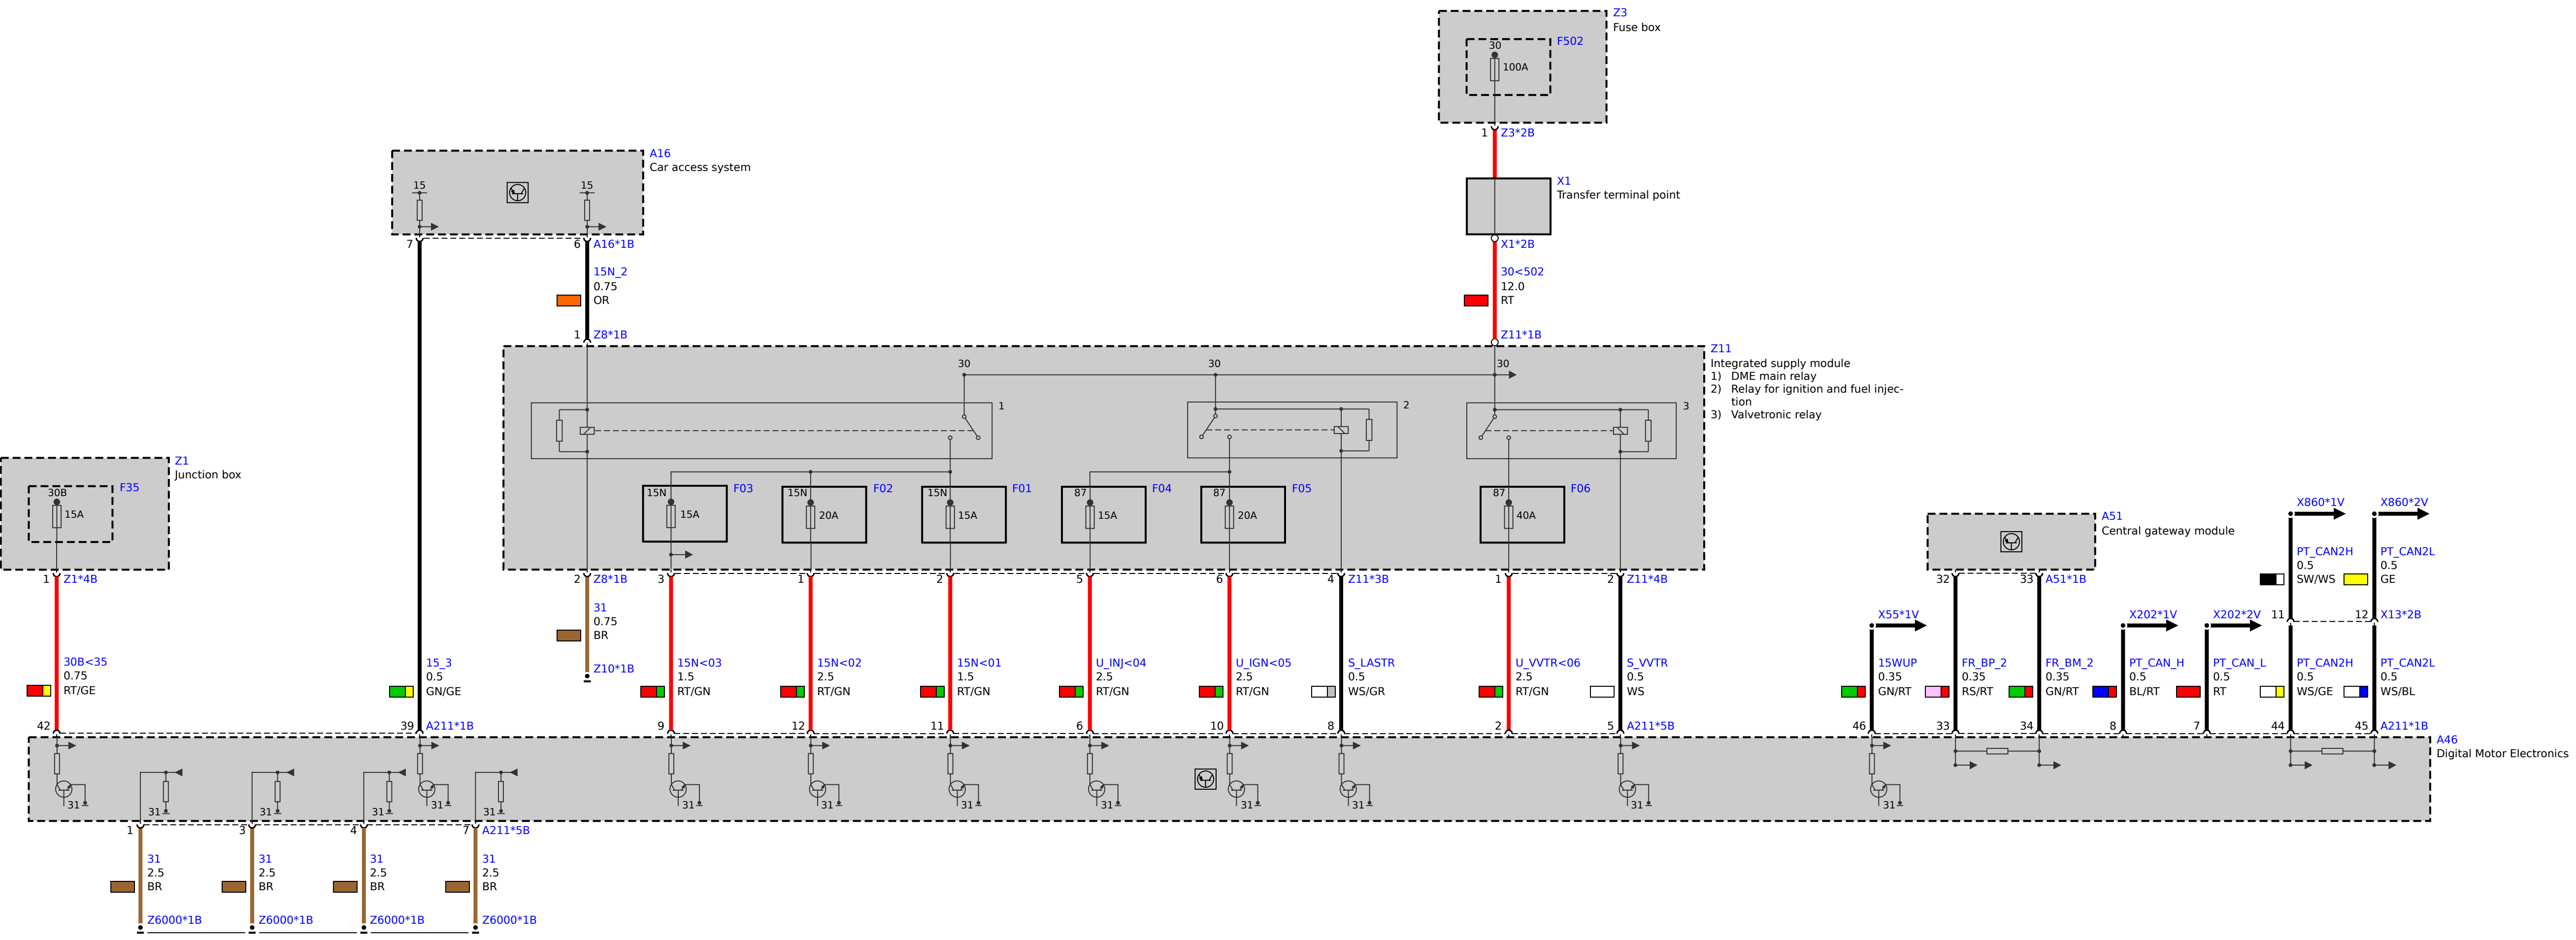 Z3
Fuse box
30
F502
100A
1
Z3*2B
A16
Car access system
15
15
X1
Transfer terminal point
7
6
A16*1B
X1*2B
15N_2
0.75
OR
30<502
12.0
RT
1
Z8*1B
Z11*1B
Z11
Integrated supply module
1) DME main relay
2) Relay for ignition and fuel injec-
tion
3) Valvetronic relay
30
30
30
1
2
3
Z1
Junction box
30B
F35
15A
15N
F03
15A
15N
F02
20A
15N
F01
15A
87
F04
15A
87
F05
20A
87
F06
40A
A51
Central gateway module
X860*1V
X860*2V
PT_CAN2H
0.5
SW/WS
PT_CAN2L
0.5
GE
1
Z1*4B
2
Z8*1B
3
1
2
5
6
4
Z11*3B
1
2
Z11*4B
32
33
A51*1B
31
0.75
BR
Z10*1B
X55*1V
X202*1V
X202*2V
11
12
X13*2B
30B<35
0.75
RT/GE
15_3
0.5
GN/GE
15N<03
1.5
RT/GN
15N<02
2.5
RT/GN
15N<01
1.5
RT/GN
U_INJ<04
2.5
RT/GN
U_IGN<05
2.5
RT/GN
S_LASTR
0.5
WS/GR
U_VVTR<06
2.5
RT/GN
S_VVTR
0.5
WS
15WUP
0.35
GN/RT
FR_BP_2
0.35
RS/RT
FR_BM_2
0.35
GN/RT
PT_CAN_H
0.5
BL/RT
PT_CAN_L
0.5
RT
PT_CAN2H
0.5
WS/GE
PT_CAN2L
0.5
WS/BL
42
39
A211*1B
9
12
11
6
10
8
2
5
A211*5B
46
33
34
8
7
44
45
A211*1B
A46
Digital Motor Electronics
31
31
31
31
31
31
31
31
31
31
31
31
31
31
1
3
4
7
A211*5B
31
2.5
BR
31
2.5
BR
31
2.5
BR
31
2.5
BR
Z6000*1B
Z6000*1B
Z6000*1B
Z6000*1B